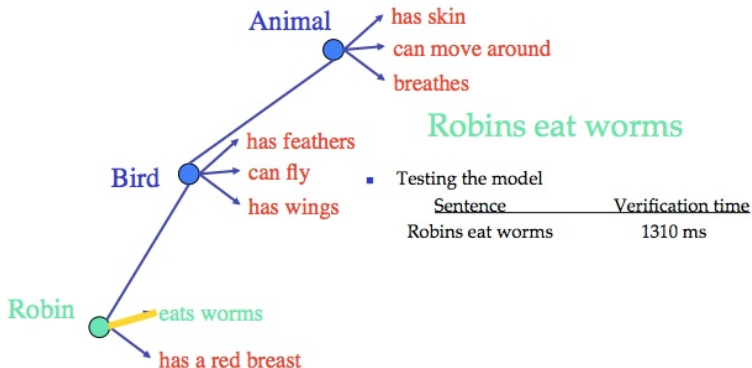 Animal
has skin
can move around
breathes
Robins eat worms
Bird
has feathers
can fly
has wings
Testing the model
Sentence Verification time
Robins eat worms 1310 ms
Robin
eats worms
has a red breast